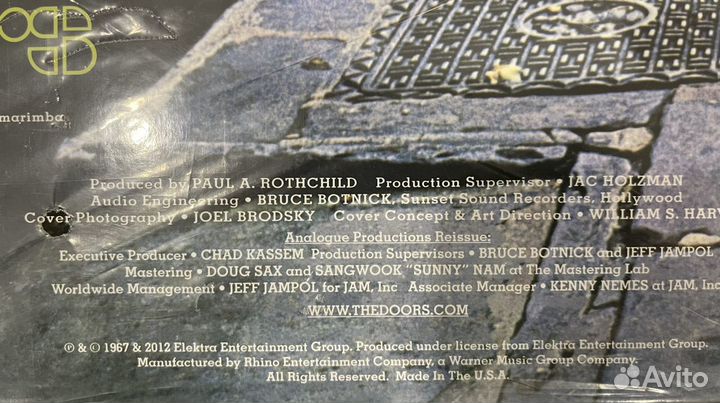 marimba
Produced by PAUL A. ROTHCHILD Production Supervisor • JAC HOLZMAN
Audio Engineering • BRUCE BOTNICK, Sunset Sound Recorders, Hollywood
Cover Photography • JOEL BRODSKY Cover Concept & Art Direction • WILLIAM S. HARV
Analogue Productions Reissue:
Executive Producer • CHAD KASSEM Production Supervisors • BRUCE BOTNICK and JEFF JAMPOL
Mastering • DOUG SAX and SANGWOOK "SUNNY" NAM at The Mastering Lab
Worldwide Management • JEFF JAMPOL for JAM, Inc Associate Manager • KENNY NEMES at JAM, Inc
WWW.THEDOORS.COM
℗ & © 1967 & 2012 Elektra Entertainment Group. Produced under license from Elektra Entertainment Group.
Manufactured by Rhino Entertainment Company, a Warner Music Group Company.
All Rights Reserved. Made In The U.S.A.
Avito